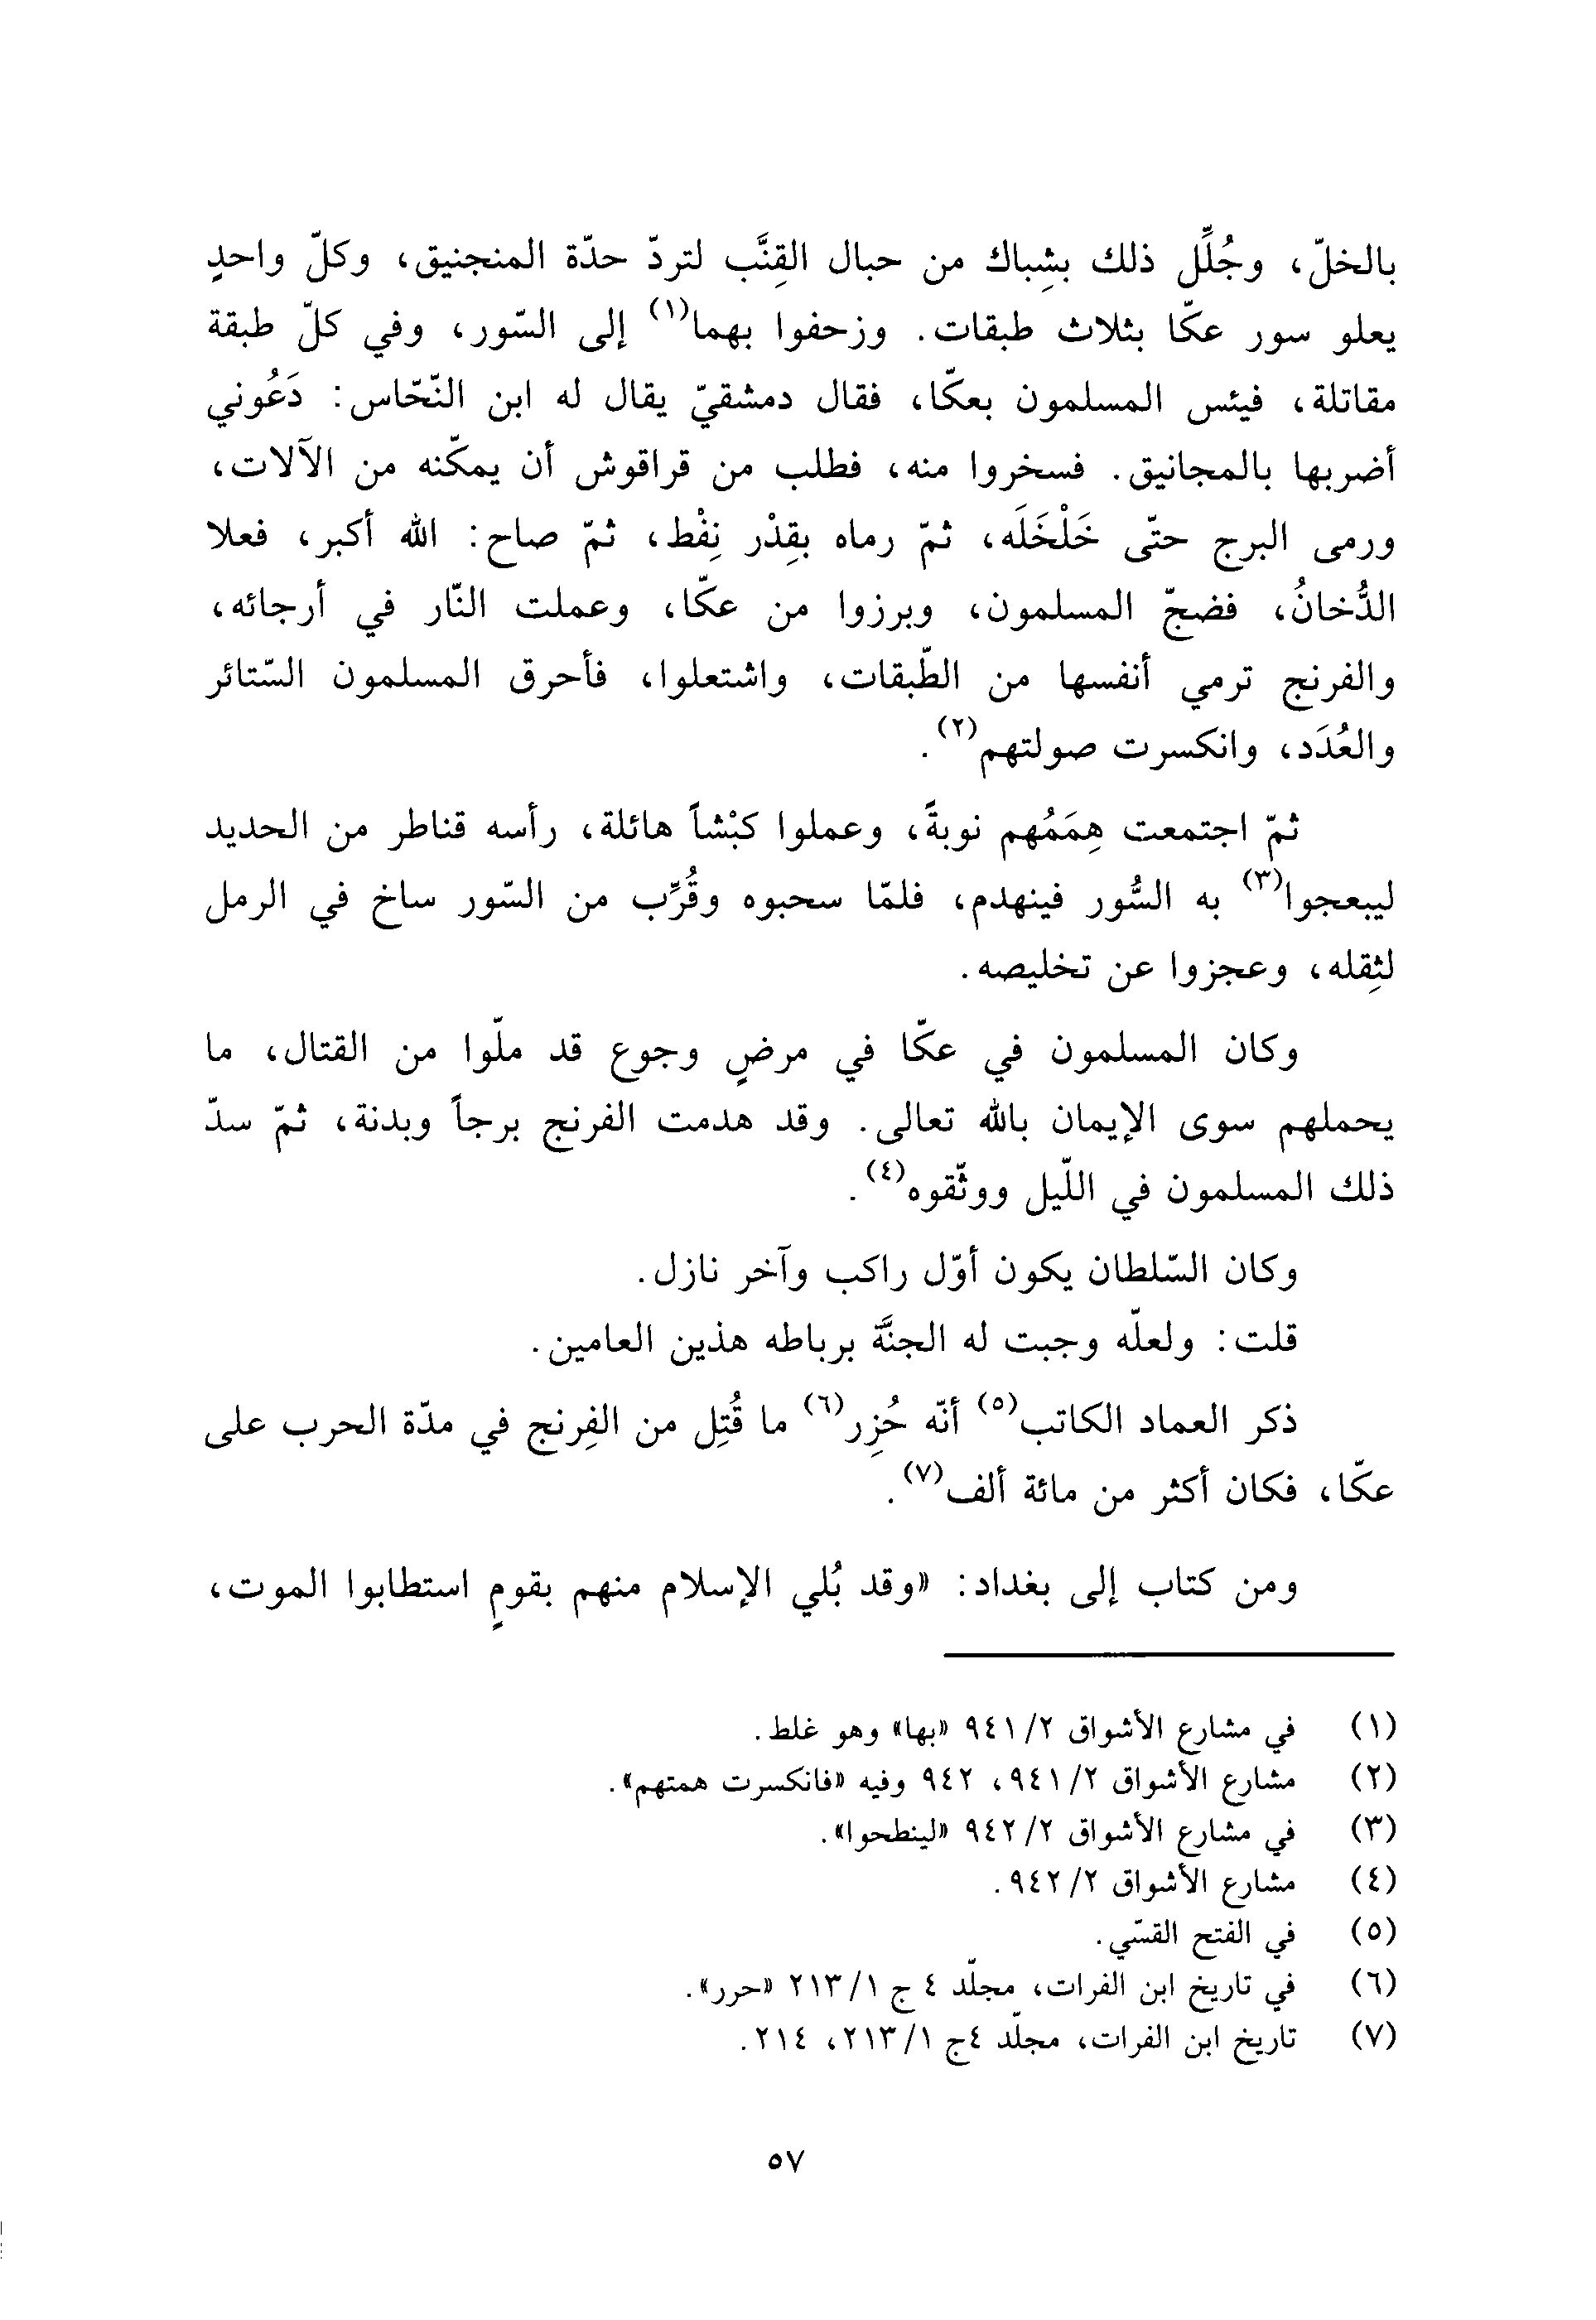 بالخلّ، وجُلِّل ذلك بشِباك من حبال القِنَّب لتردّ حدّة المنجنيق، وكلّ واحدٍ
يعلو سور عكّا بثلاث طبقات. وزحفوا بهما(١) إلى السّور، وفي كلّ طبقة
مقاتلة، فيئس المسلمون بعكّا، فقال دمشقيّ يقال له ابن النّحّاس: دَعُوني
أضربها بالمجانيق. فسخروا منه، فطلب من قراقوش أن يمكّنه من الآلات،
ورمى البرج حتّى خَلْخَلَه، ثمّ رماه بقِدْر نِفْط، ثمّ صاح: الله أكبر، فعلا
الدُّخانُ، فضجّ المسلمون، وبرزوا من عكّا، وعملت النّار في أرجائه،
والفرنج ترمي أنفسها من الطّبقات، واشتعلوا، فأحرق المسلمون السّتائر
والعُدَد، وانكسرت صولتهم(٢).
ثمّ اجتمعت هِمَمُهم نوبةً، وعملوا كبْشاً هائلة، رأسه قناطر من الحديد
ليبعجوا(٣) به السُّور فينهدم، فلمّا سحبوه وقُرِّب من السّور ساخ في الرمل
لثِقله، وعجزوا عن تخليصه.
وكان المسلمون في عكّا في مرضٍ وجوع قد ملّوا من القتال، ما
يحملهم سوى الإيمان بالله تعالى. وقد هدمت الفرنج برجاً وبدنة، ثمّ سدّ
ذلك المسلمون في اللّيل ووثّقوه(٤).
وكان السّلطان يكون أوّل راكب وآخر نازل.
قلت: ولعلّه وجبت له الجنَّة برباطه هذين العامين.
ذكر العماد الكاتب(٥) أنّه حُزِر(٦) ما قُتِل من الفِرنج في مدّة الحرب على
عكّا، فكان أكثر من مائة ألف(٧).
ومن كتاب إلى بغداد: «وقد بُلي الإسلام منهم بقومٍ استطابوا الموت،
(١) في مشارع الأشواق ٩٤١/٢ «بها» وهو غلط.
(٢) مشارع الأشواق ٩٤١/٢، ٩٤٢ وفيه «فانكسرت همتهم».
(٣) في مشارع الأشواق ٩٤٢/٢ «لينطحوا».
(٤) مشارع الأشواق ٩٤٢/٢.
(٥) في الفتح القسّي.
(٦) في تاريخ ابن الفرات، مجلّد ٤ ج ٢١٣/١ «حرر».
(٧) تاريخ ابن الفرات، مجلّد ٤ج ٢١٣/١، ٢١٤.
٥٧